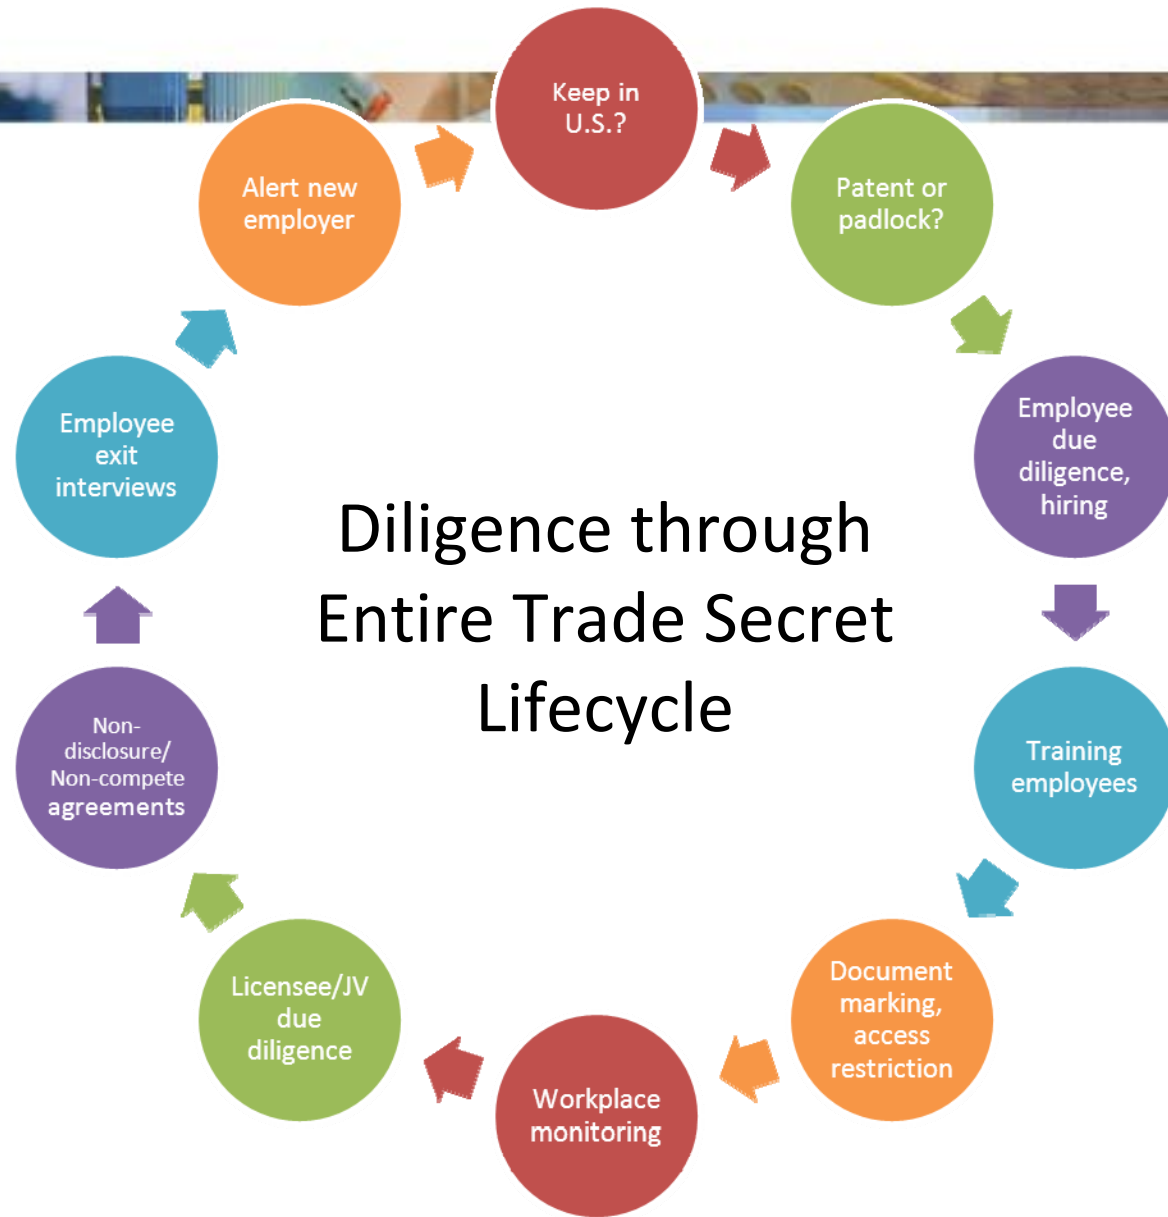 Keep in
U.S.?
Patent or
padlock?
Employee
due
diligence,
hiring
Training
employees
Document
marking,
access
restriction
Workplace
monitoring
Licensee/JV
due
diligence
Non-
disclosure/
Non-compete
agreements
Employee
exit
interviews
Alert new
employer
Diligence through
Entire Trade Secret
Lifecycle